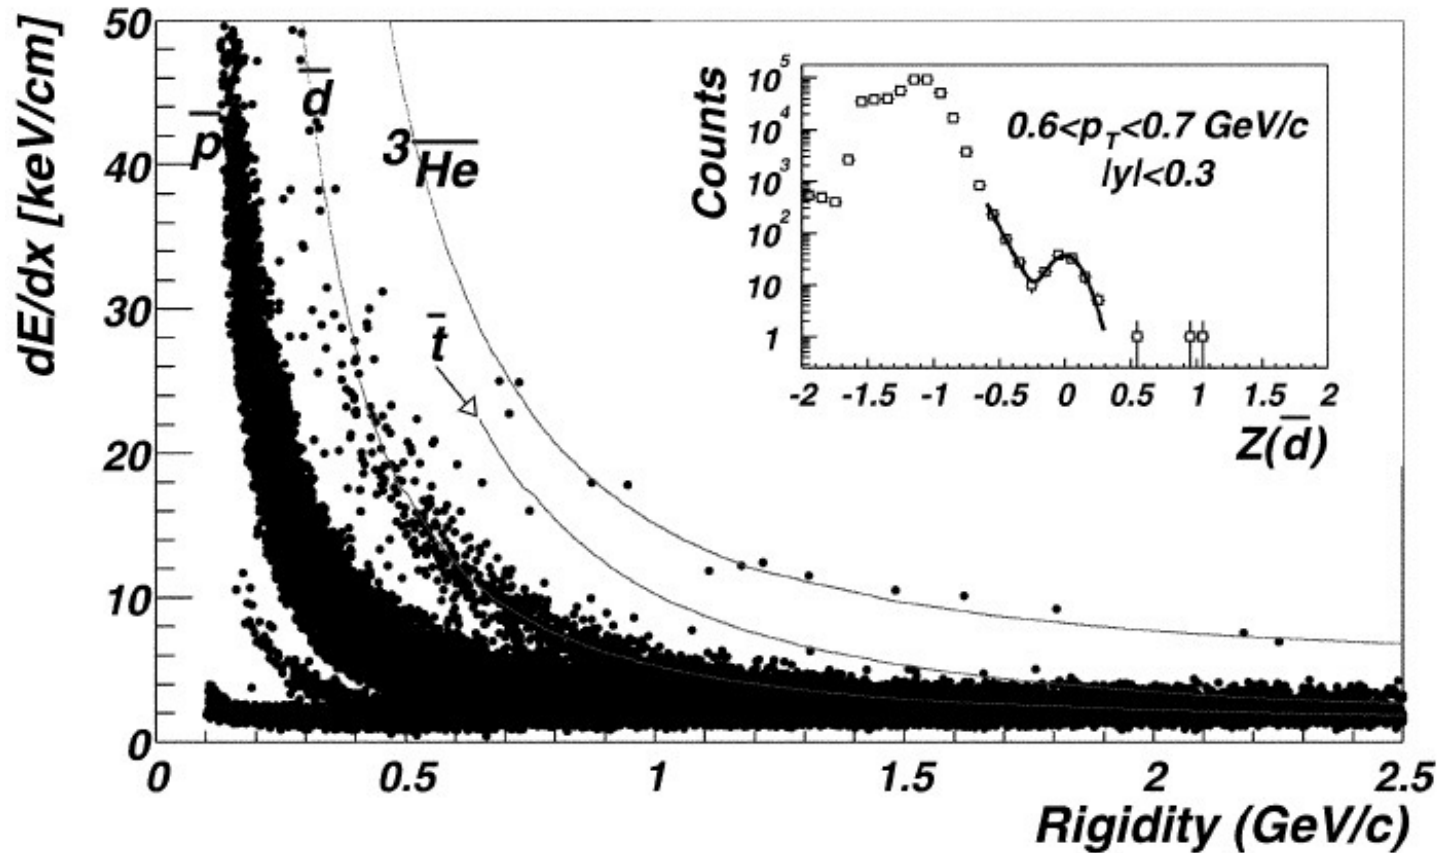 dE/dx [keV/cm]
50
40
30
20
10
0
p̄
d̄
3H̄ē
t̄
0 0.5 1 1.5 2 2.5
Rigidity (GeV/c)
Counts
10⁵
10⁴
10³
10²
10
1
0.6<p_T<0.7 GeV/c
|y|<0.3
-2 -1.5 -1 -0.5 0 0.5 1 1.5 2
Z(d̄)